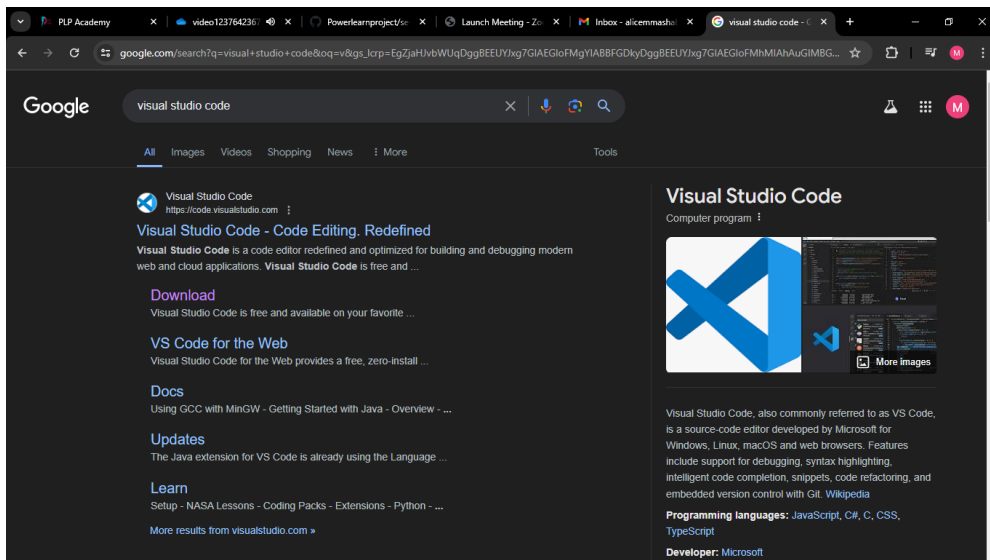 PLP Academy
video1237642367
Powerlearnproject/se
Launch Meeting - Zo
Inbox - alicemmashal
visual studio code - G
google.com/search?q=visual+studio+code&oq=v&gs_lcrp=EgZjaHJvbWUqDggBEEUYJxg7GIAEGIoFMgYIABBFGDkyDggBEEUYJxg7GIAEGIoFMhMIAhAuGIMBG...
M
Google
visual studio code
M
All
Images
Videos
Shopping
News
More
Tools
Visual Studio Code
https://code.visualstudio.com
Visual Studio Code - Code Editing. Redefined
Visual Studio Code is a code editor redefined and optimized for building and debugging modern
web and cloud applications. Visual Studio Code is free and ...
Download
Visual Studio Code is free and available on your favorite ...
VS Code for the Web
Visual Studio Code for the Web provides a free, zero-install ...
Docs
Using GCC with MinGW - Getting Started with Java - Overview - ...
Updates
The Java extension for VS Code is already using the Language ...
Learn
Setup - NASA Lessons - Coding Packs - Extensions - Python - ...
More results from visualstudio.com »
Visual Studio Code
Computer program
More images
Visual Studio Code, also commonly referred to as VS Code,
is a source-code editor developed by Microsoft for
Windows, Linux, macOS and web browsers. Features
include support for debugging, syntax highlighting,
intelligent code completion, snippets, code refactoring, and
embedded version control with Git. Wikipedia
Programming languages: JavaScript, C#, C, CSS,
TypeScript
Developer: Microsoft